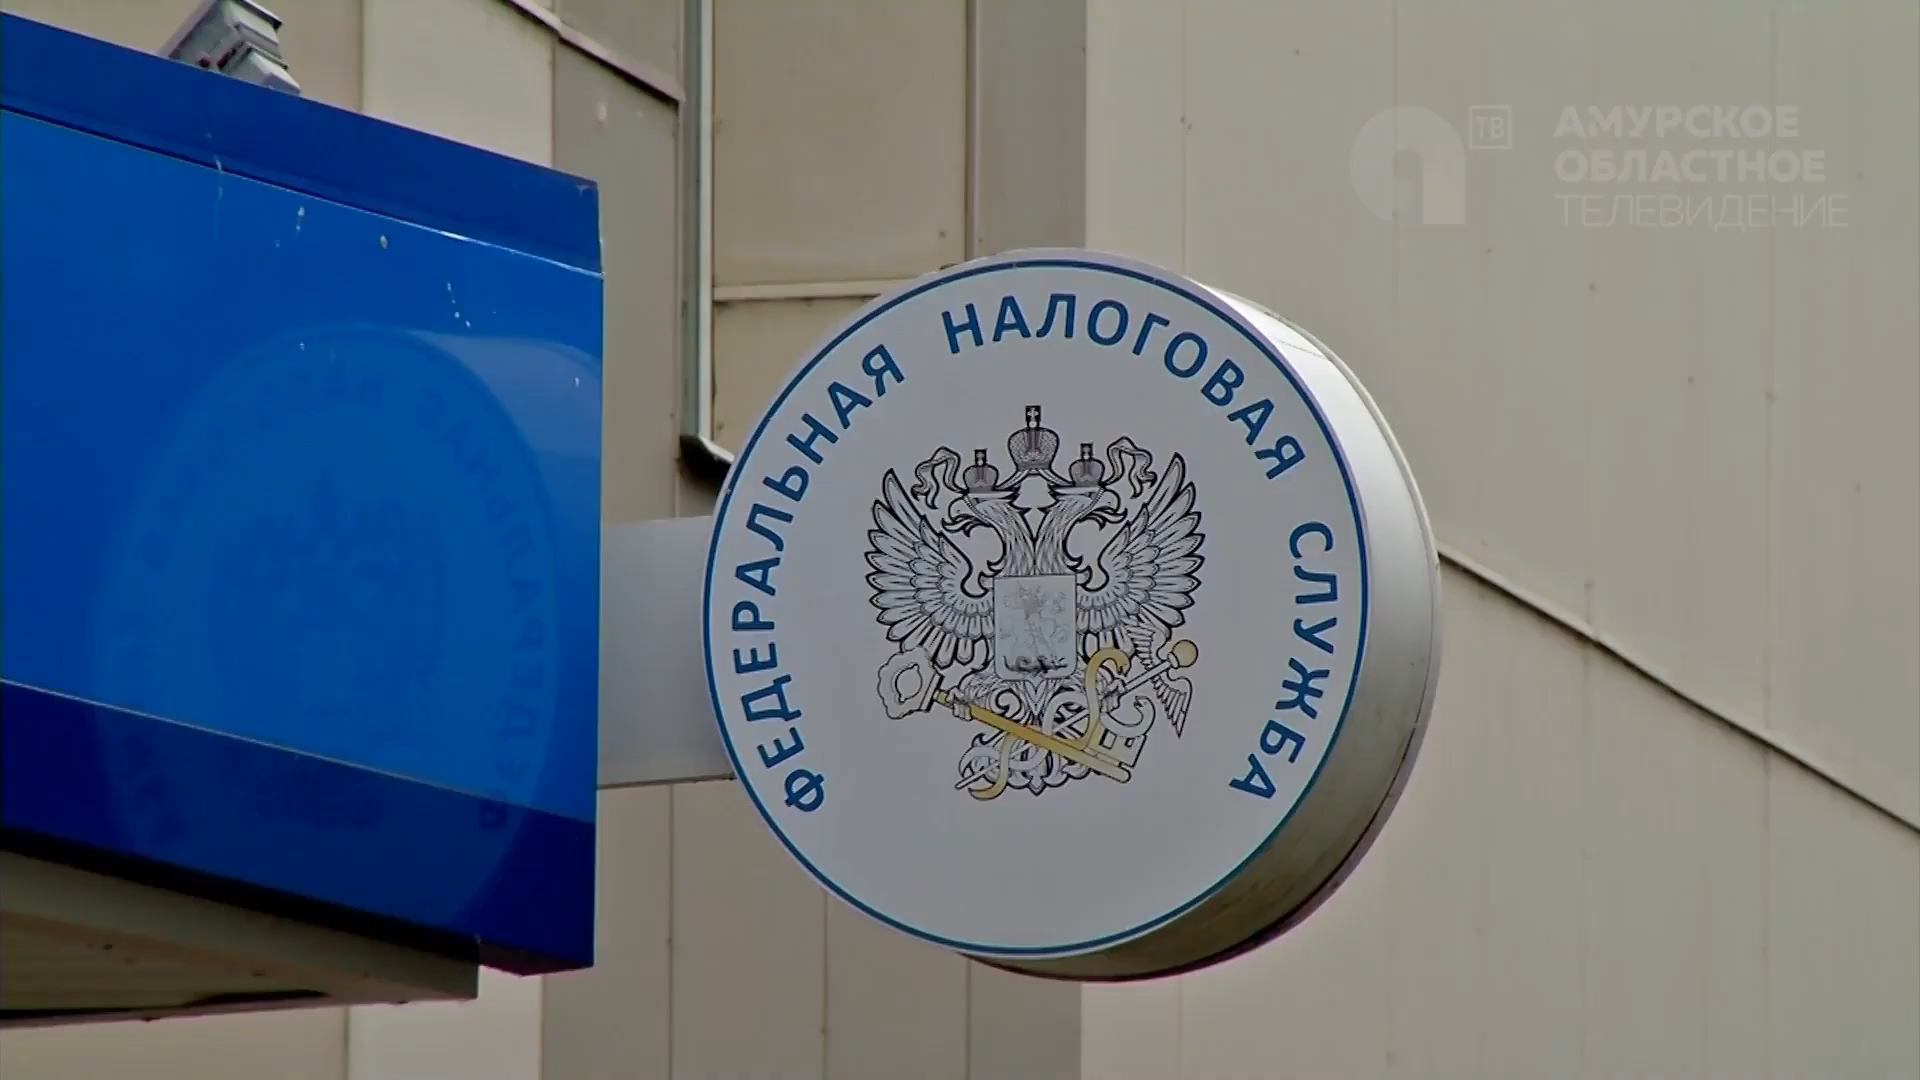 ТВ
АМУРСКОЕ
ОБЛАСТНОЕ
ТЕЛЕВИДЕНИЕ
ФЕДЕРАЛЬНАЯ НАЛОГОВАЯ СЛУЖБА